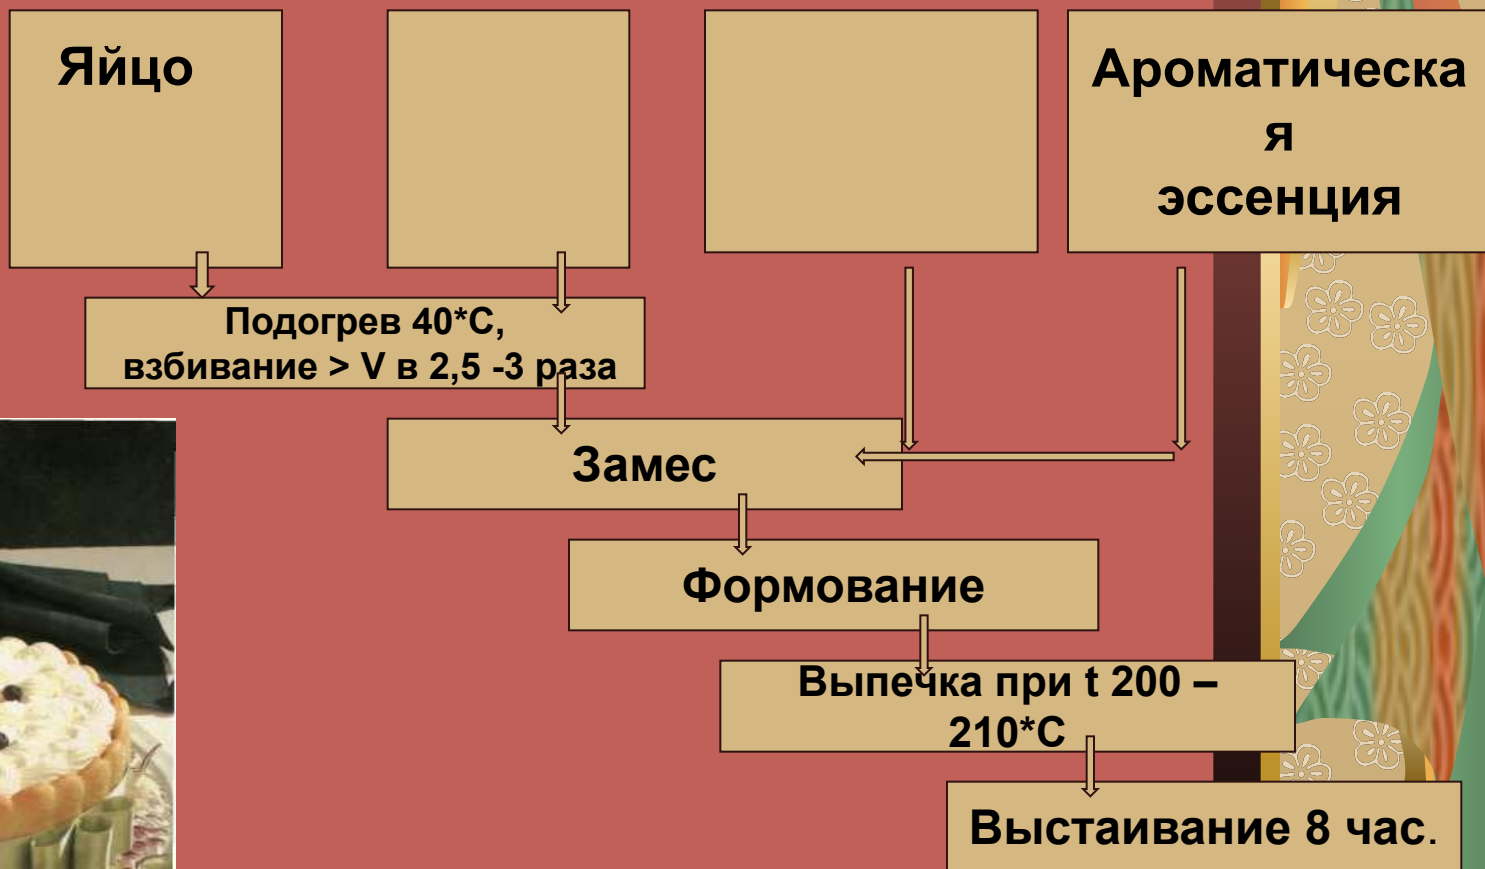 Яйцо
Ароматическа
я
эссенция
Подогрев 40*С,
взбивание > V в 2,5 -3 раза
Замес
Формование
Выпечка при t 200 –
210*С
Выстаивание 8 час.